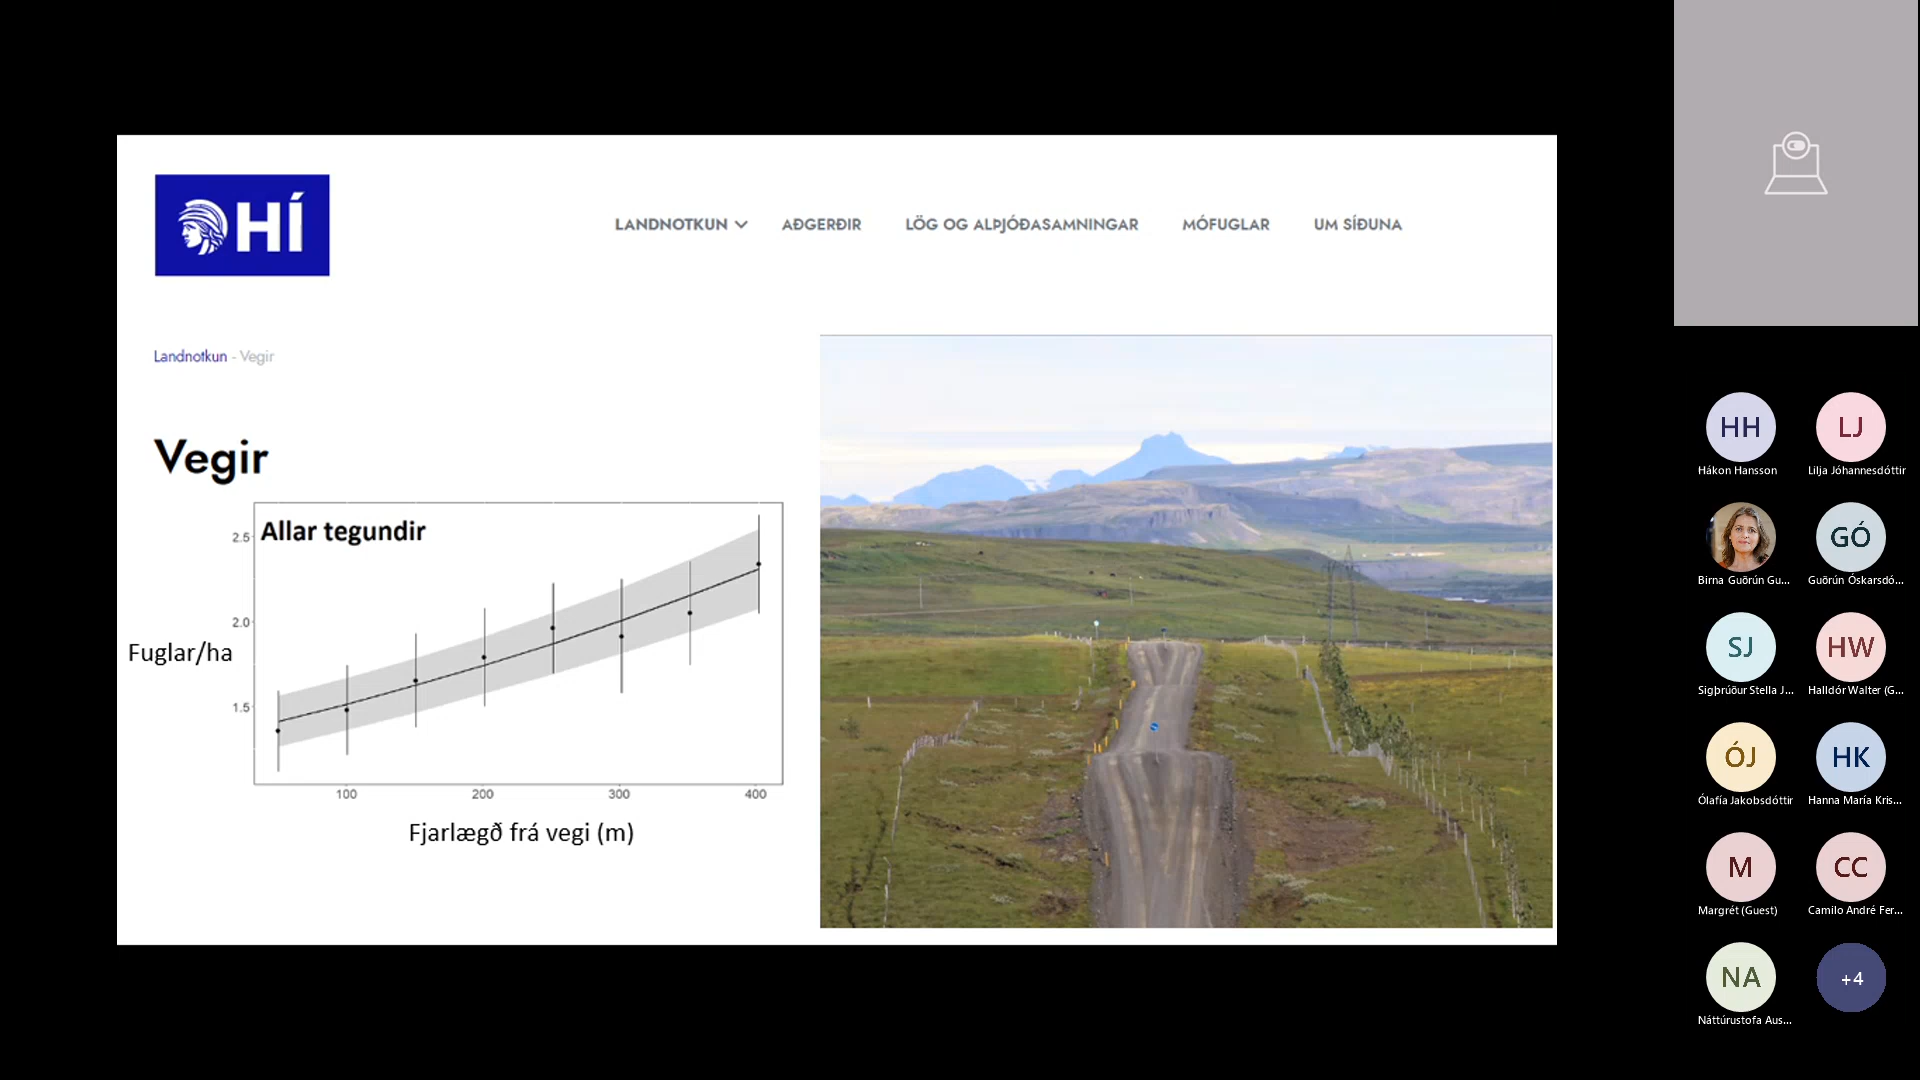 HÍ
LANDNOTKUN
AÐGERÐIR
LÖG OG ALÞJÓÐASAMNINGAR
MÓFUGLAR
UM SÍÐUNA
Landnotkun - Vegir
Vegir
Allar tegundir
2.5
2.0
1.5
Fuglar/ha
100 200 300 400
Fjarlægð frá vegi (m)
HH
Hákon Hansson
LJ
Lilja Jóhannesdóttir
Birna Guðrún Gu...
GÓ
Guðrún Óskarsdó...
SJ
Sigþrúður Stella J...
HW
Halldór Walter (G...
ÓJ
Ólafía Jakobsdóttir
HK
Hanna María Kris...
M
Margrét (Guest)
CC
Camilo André Fer...
NA
Náttúrustofa Aus...
+4